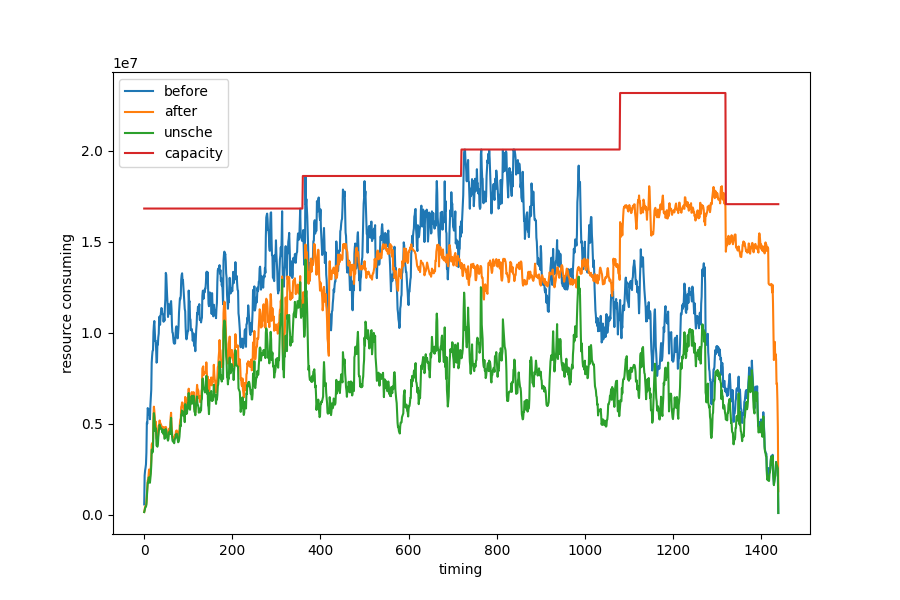 1e7
before
after
unsche
capacity
2.0
1.5
1.0
0.5
0.0
resource consuming
0 200 400 600 800 1000 1200 1400
timing